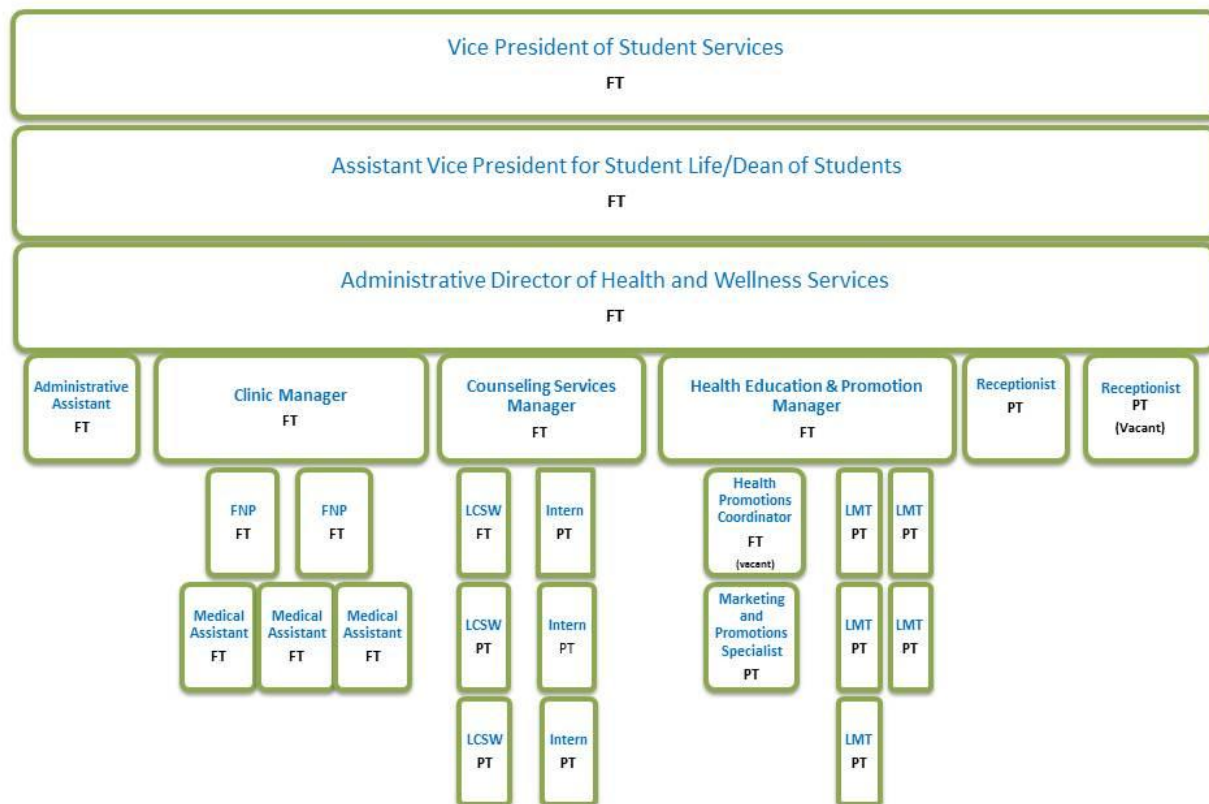 Vice President of Student Services
FT
Assistant Vice President for Student Life/Dean of Students
FT
Administrative Director of Health and Wellness Services
FT
Administrative
Assistant
FT
Clinic Manager
FT
Counseling Services
Manager
FT
Health Education & Promotion
Manager
FT
Receptionist
PT
Receptionist
PT
(Vacant)
FNP
FT
FNP
FT
Medical
Assistant
FT
Medical
Assistant
FT
Medical
Assistant
FT
LCSW
FT
Intern
PT
LCSW
PT
Intern
PT
LCSW
PT
Intern
PT
Health
Promotions
Coordinator
FT
(vacant)
Marketing
and
Promotions
Specialist
PT
LMT
PT
LMT
PT
LMT
PT
LMT
PT
LMT
PT